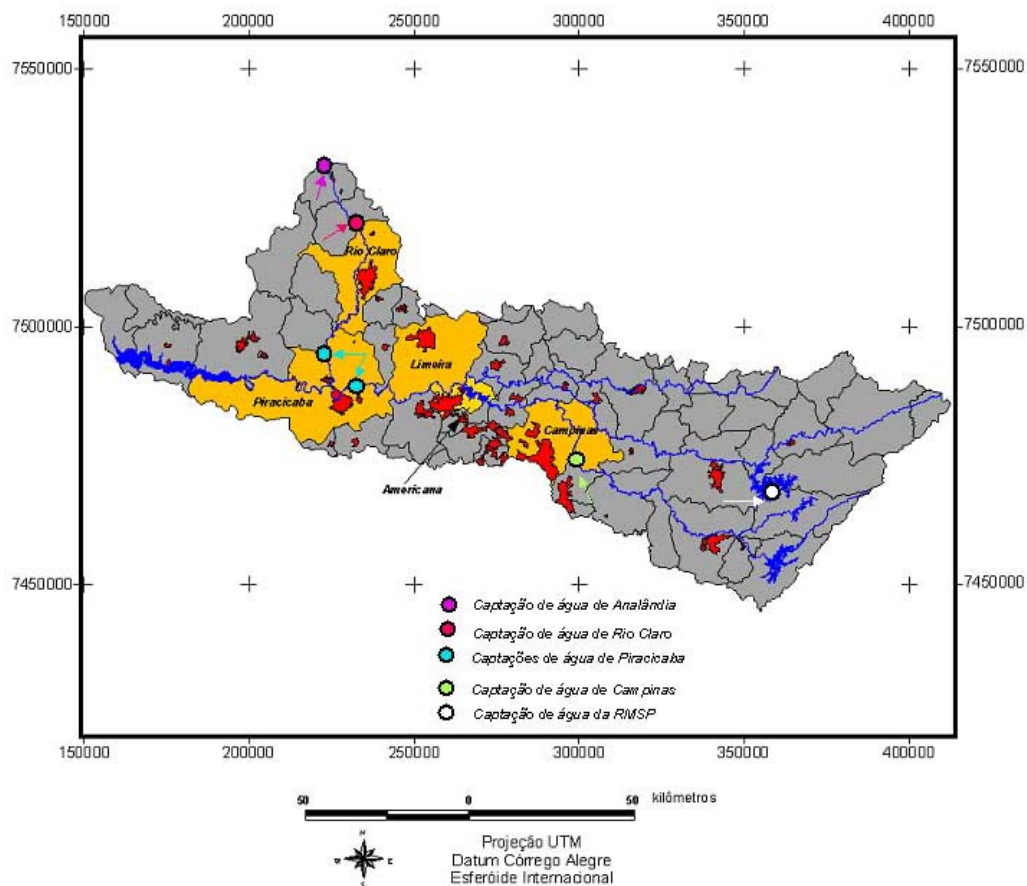 150000 200000 250000 300000 350000 400000
7550000 7550000
Rio Claro
7500000 7500000
Limeira
Piracicaba
Campinas
Americana
7450000 7450000
Captação de água de Analândia
Captação de água de Rio Claro
Captações de água de Piracicaba
Captação de água de Campinas
Captação de água da RMSP
150000 200000 250000 300000 350000 400000
50 0 50 kilômetros
N
E
S
Projeção UTM
Datum Córrego Alegre
Esferóide Internacional